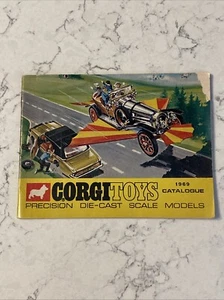 CORGI TOYS
1969
CATALOGUE
PRECISION DIE-CAST SCALE MODELS